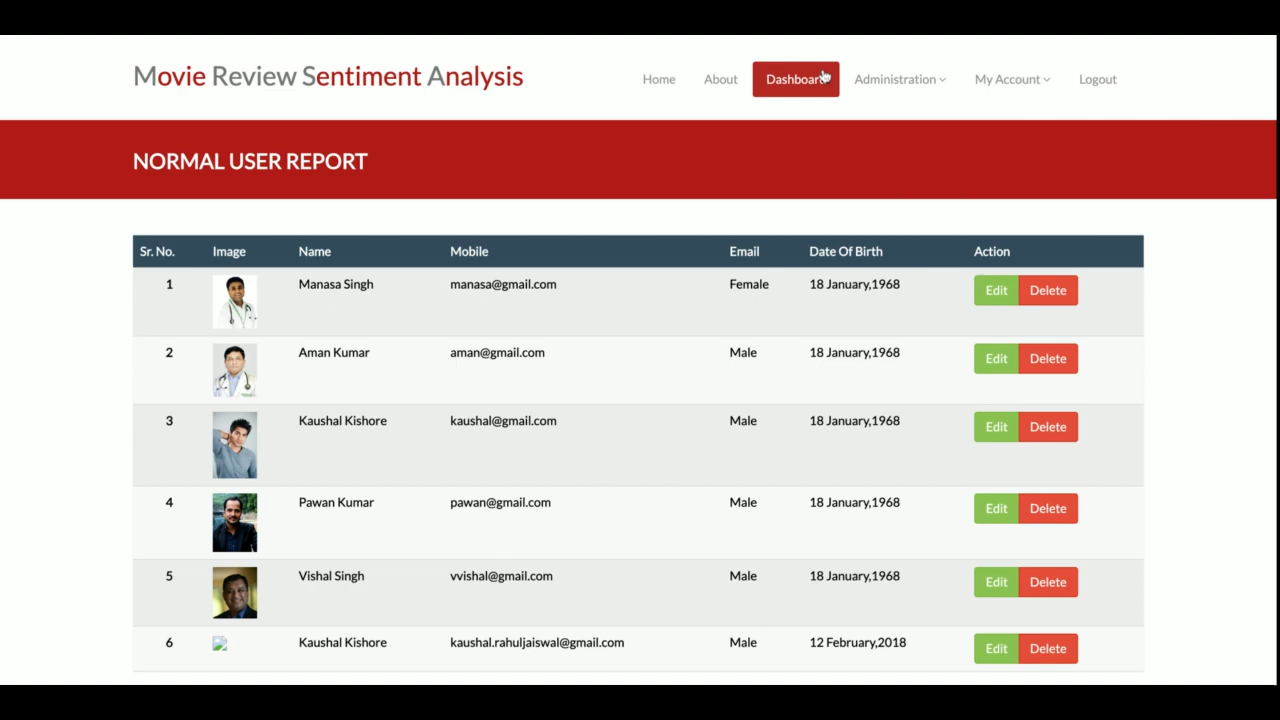 Movie Review Sentiment Analysis
Home About Dashboard Administration My Account Logout
NORMAL USER REPORT
Sr. No. Image Name Mobile Email Date Of Birth Action
1 Manasa Singh manasa@gmail.com Female 18 January,1968 Edit Delete
2 Aman Kumar aman@gmail.com Male 18 January,1968 Edit Delete
3 Kaushal Kishore kaushal@gmail.com Male 18 January,1968 Edit Delete
4 Pawan Kumar pawan@gmail.com Male 18 January,1968 Edit Delete
5 Vishal Singh vvishal@gmail.com Male 18 January,1968 Edit Delete
6 Kaushal Kishore kaushal.rahuljaiswal@gmail.com Male 12 February,2018 Edit Delete